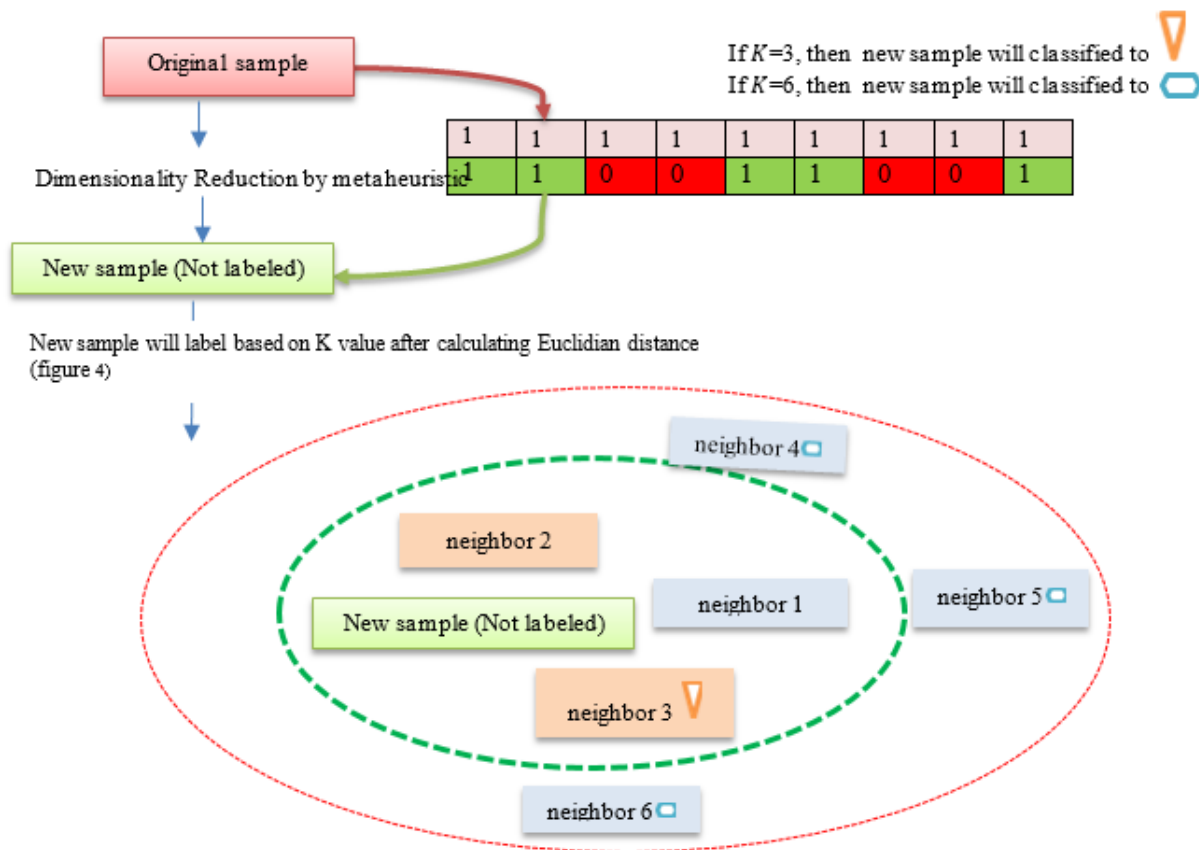 Original sample
If K=3, then new sample will classified to
If K=6, then new sample will classified to
1 1 1 1 1 1 1 1 1
1 1 0 0 1 1 0 0 1
Dimensionality Reduction by metaheuristic
New sample (Not labeled)
New sample will label based on K value after calculating Euclidian distance
(figure 4)
neighbor 4
neighbor 2
neighbor 1
neighbor 5
New sample (Not labeled)
neighbor 3
neighbor 6